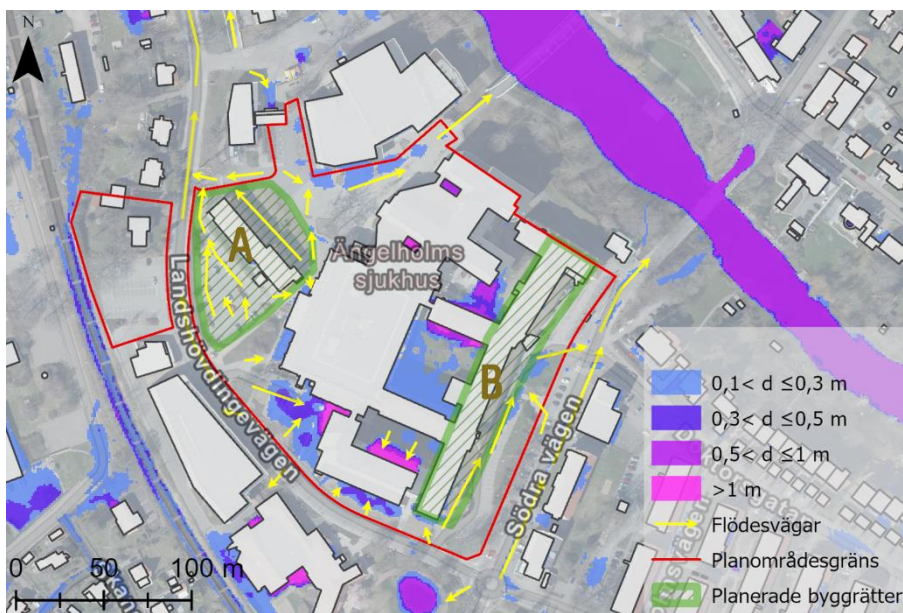 N
A
Ängelholms
sjukhus
B
Landshövdingevägen
Södra vägen
0,1< d ≤0,3 m
0,3< d ≤0,5 m
0,5< d ≤1 m
>1 m
Flödesvägar
Planområdesgräns
Planerade byggrätter
0 50 100 m